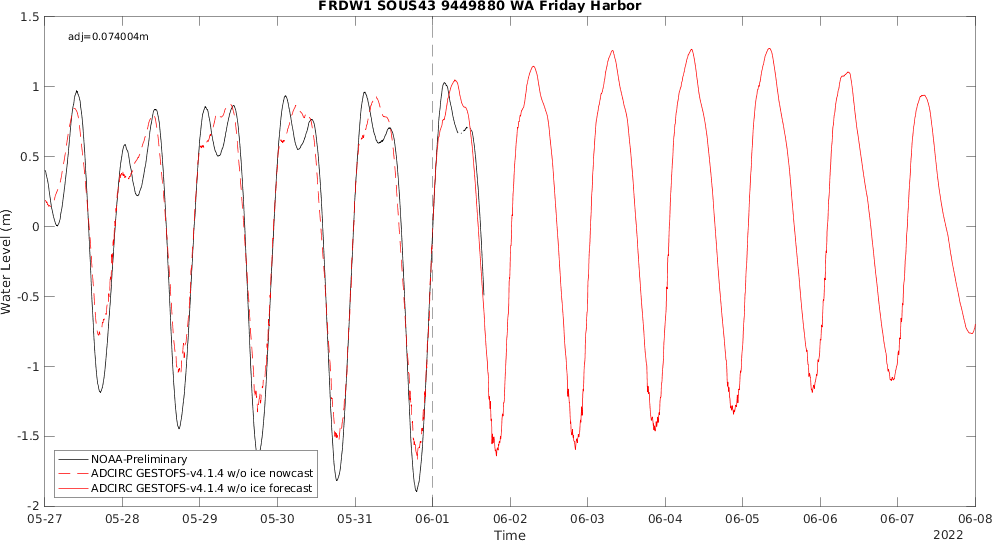 FRDW1 SOUS43 9449880 WA Friday Harbor
adj=0.074004m
1.5
1
0.5
0
-0.5
-1
-1.5
-2
Water Level (m)
NOAA-Preliminary
ADCIRC GESTOFS-v4.1.4 w/o ice nowcast
ADCIRC GESTOFS-v4.1.4 w/o ice forecast
05-27 05-28 05-29 05-30 05-31 06-01 06-02 06-03 06-04 06-05 06-06 06-07 06-08
Time
2022